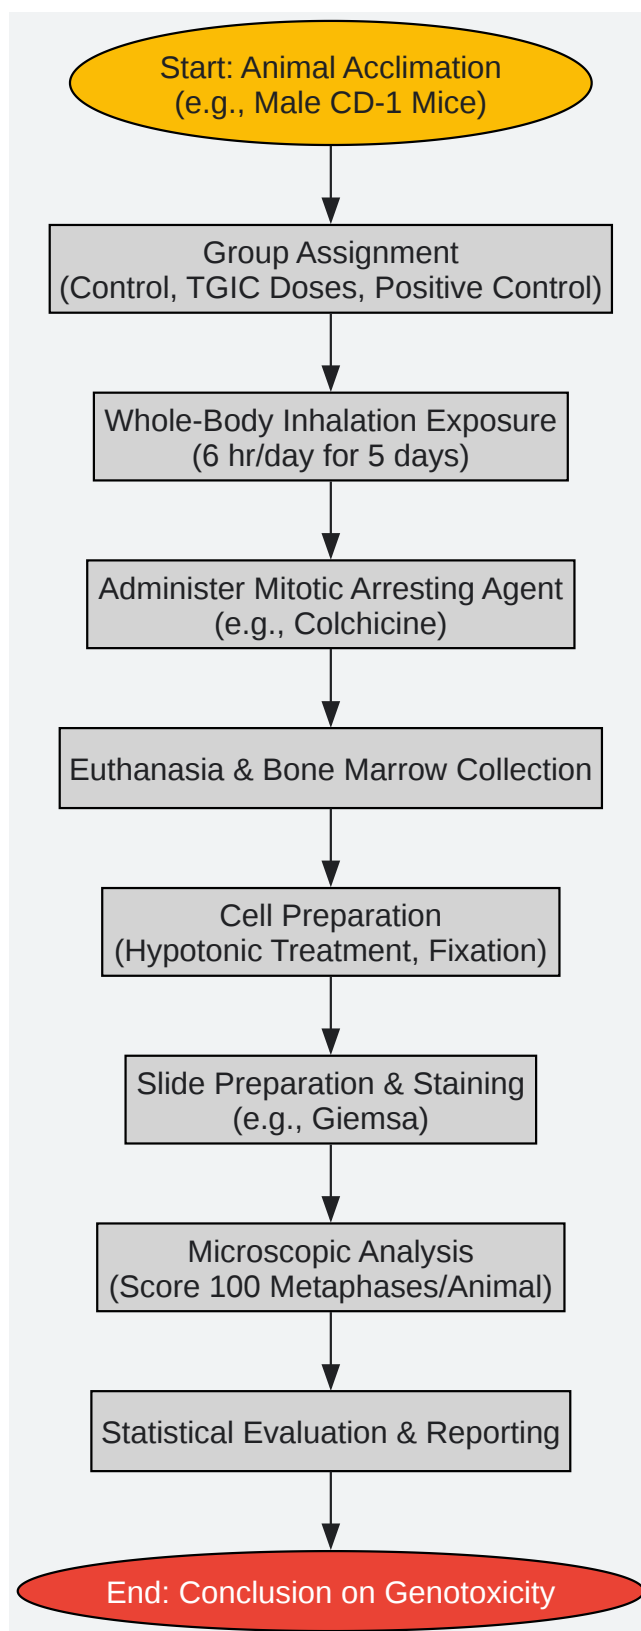 Start: Animal Acclimation
(e.g., Male CD-1 Mice)
Group Assignment
(Control, TGIC Doses, Positive Control)
Whole-Body Inhalation Exposure
(6 hr/day for 5 days)
Administer Mitotic Arresting Agent
(e.g., Colchicine)
Euthanasia & Bone Marrow Collection
Cell Preparation
(Hypotonic Treatment, Fixation)
Slide Preparation & Staining
(e.g., Giemsa)
Microscopic Analysis
(Score 100 Metaphases/Animal)
Statistical Evaluation & Reporting
End: Conclusion on Genotoxicity